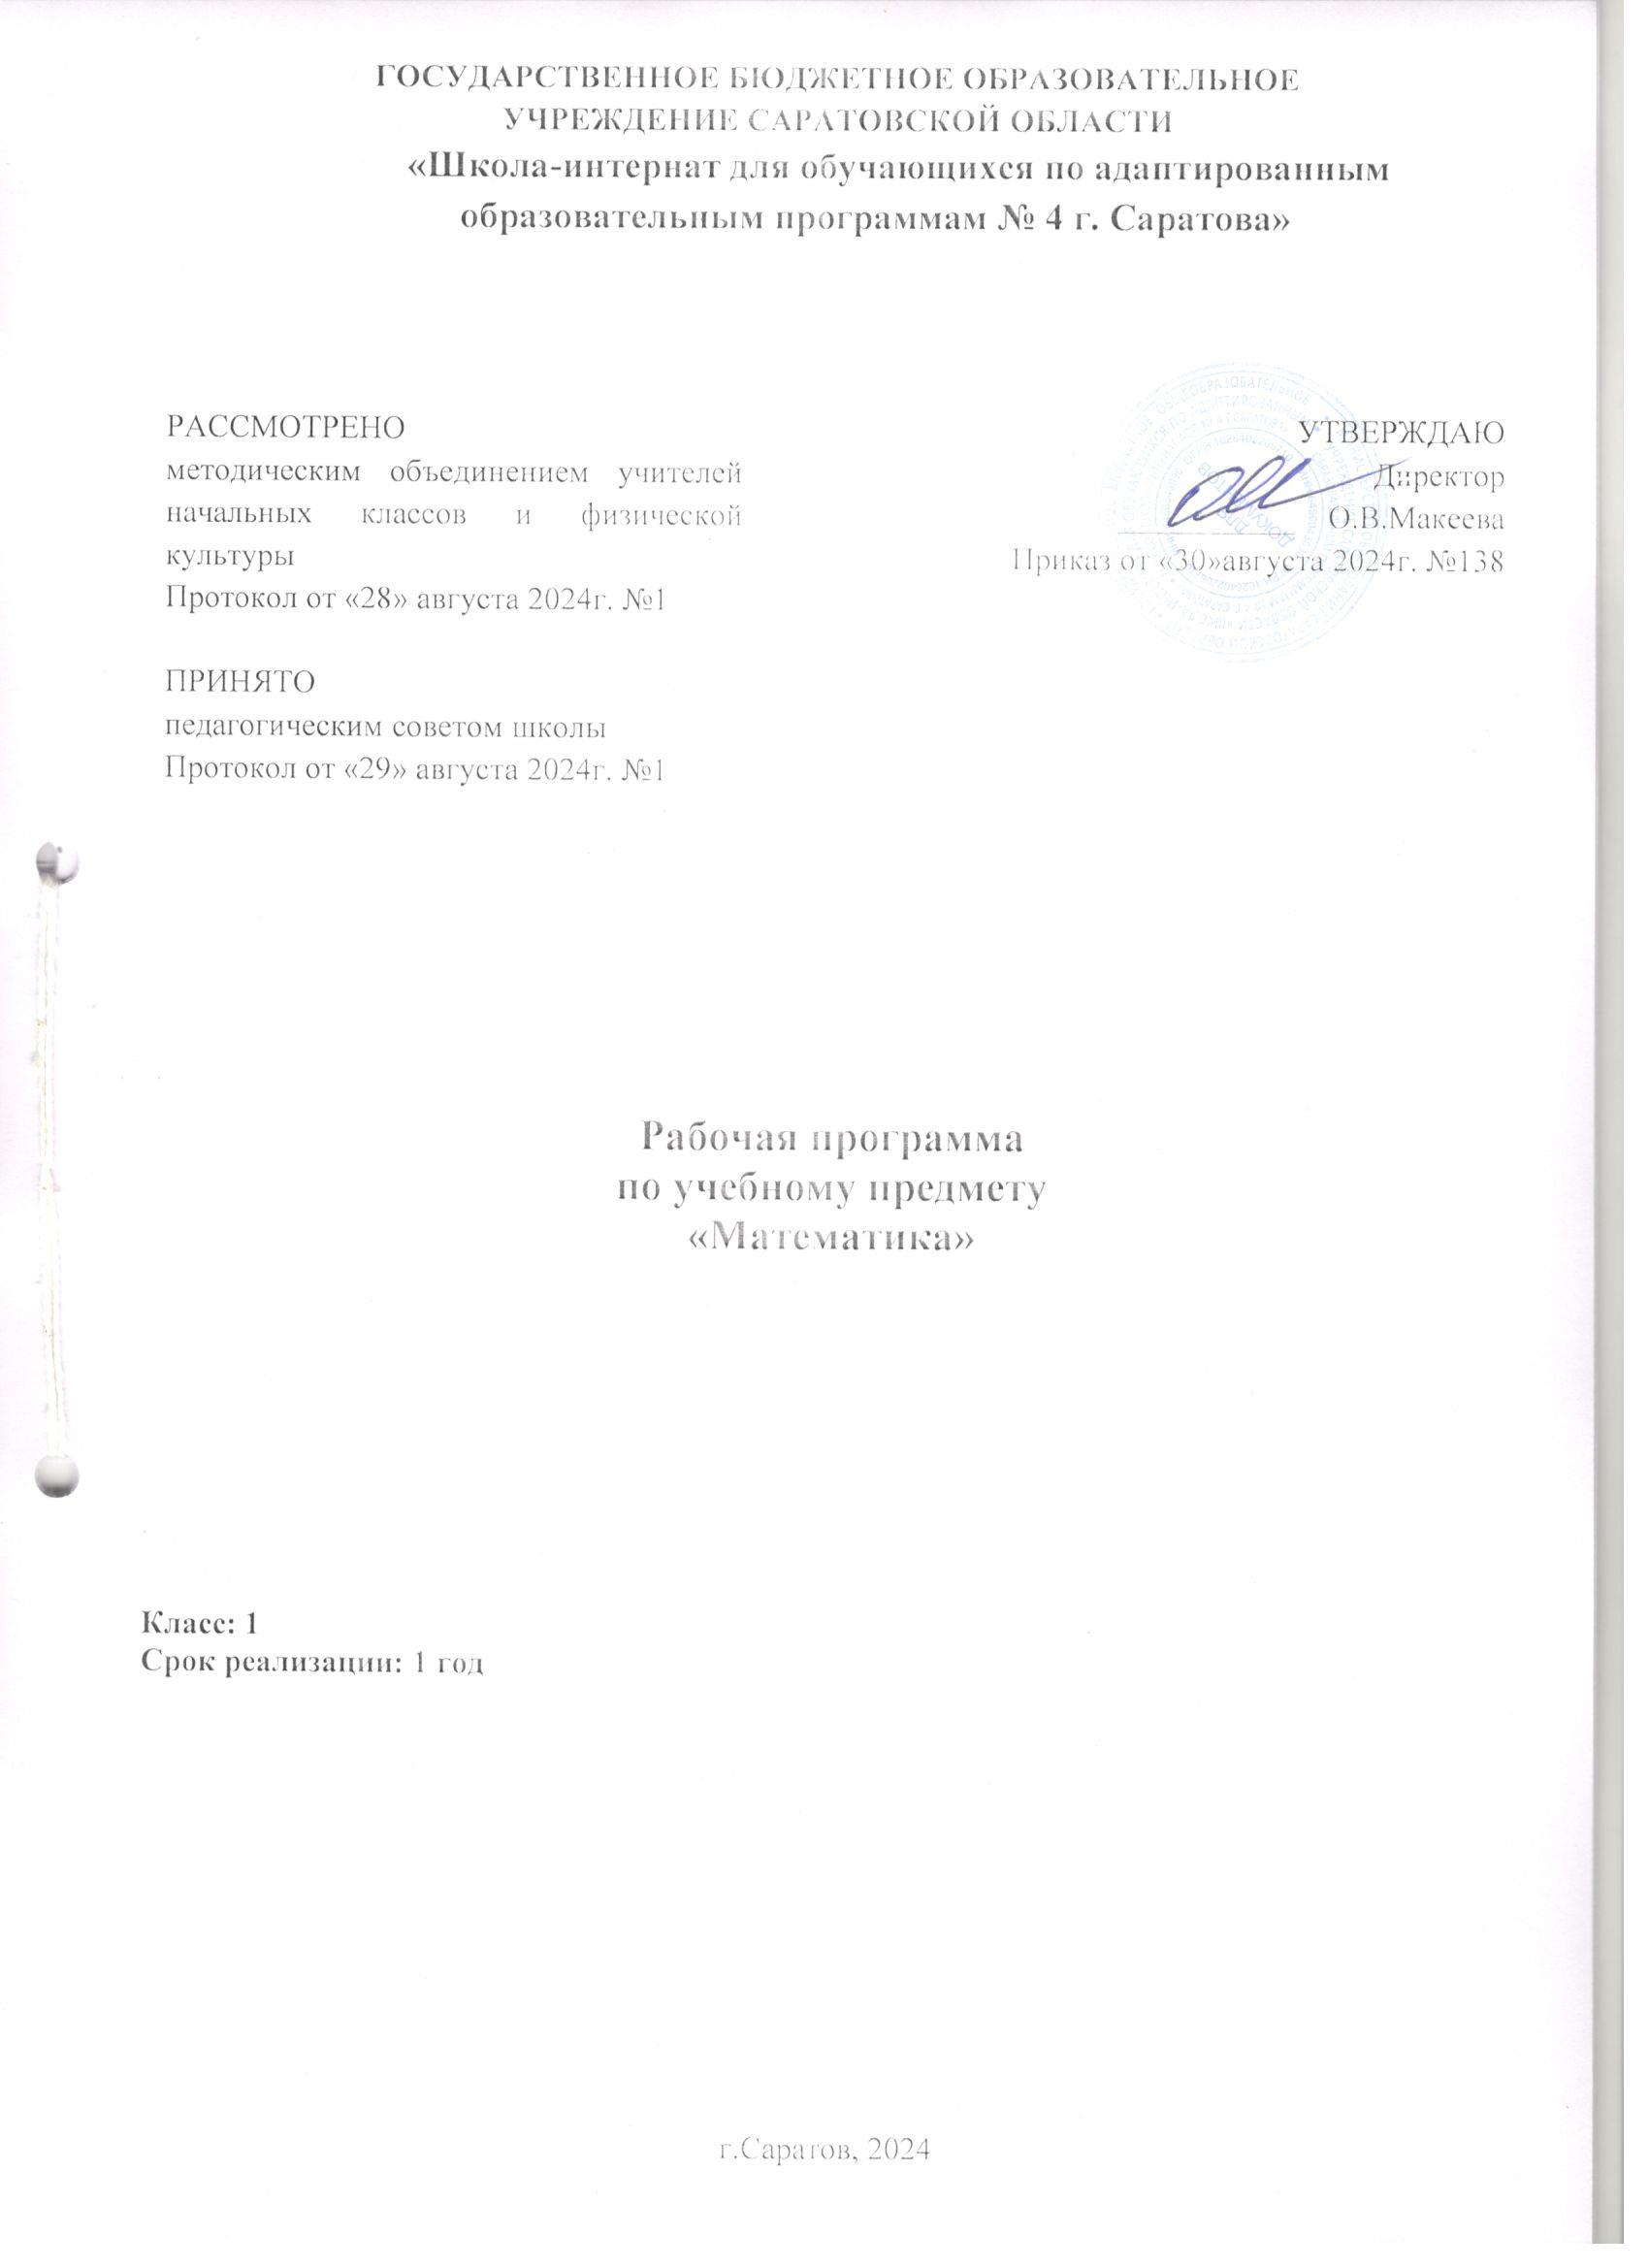 ГОСУДАРСТВЕННОЕ БЮДЖЕТНОЕ ОБРАЗОВАТЕЛЬНОЕ
УЧРЕЖДЕНИЕ САРАТОВСКОЙ ОБЛАСТИ
«Школа-интернат для обучающихся по адаптированным
образовательным программам № 4 г. Саратова»
РАССМОТРЕНО
методическим объединением учителей
начальных классов и физической
культуры
Протокол от «28» августа 2024г. №1
ПРИНЯТО
педагогическим советом школы
Протокол от «29» августа 2024г. №1
УТВЕРЖДАЮ
Директор
О.В.Макеева
Приказ от «30»августа 2024г. №138
Рабочая программа
по учебному предмету
«Математика»
Класс: 1
Срок реализации: 1 год
г.Саратов, 2024